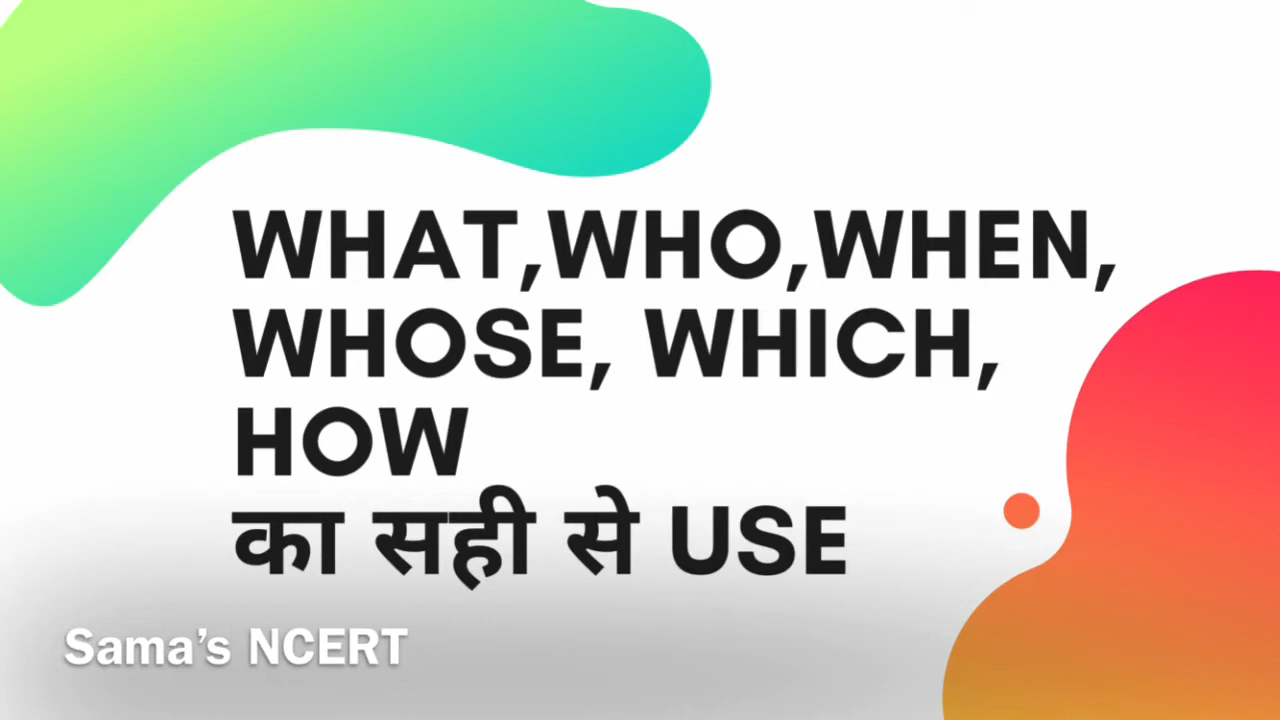 WHAT,WHO,WHEN,
WHOSE, WHICH,
HOW
का सही से USE
Sama’s NCERT